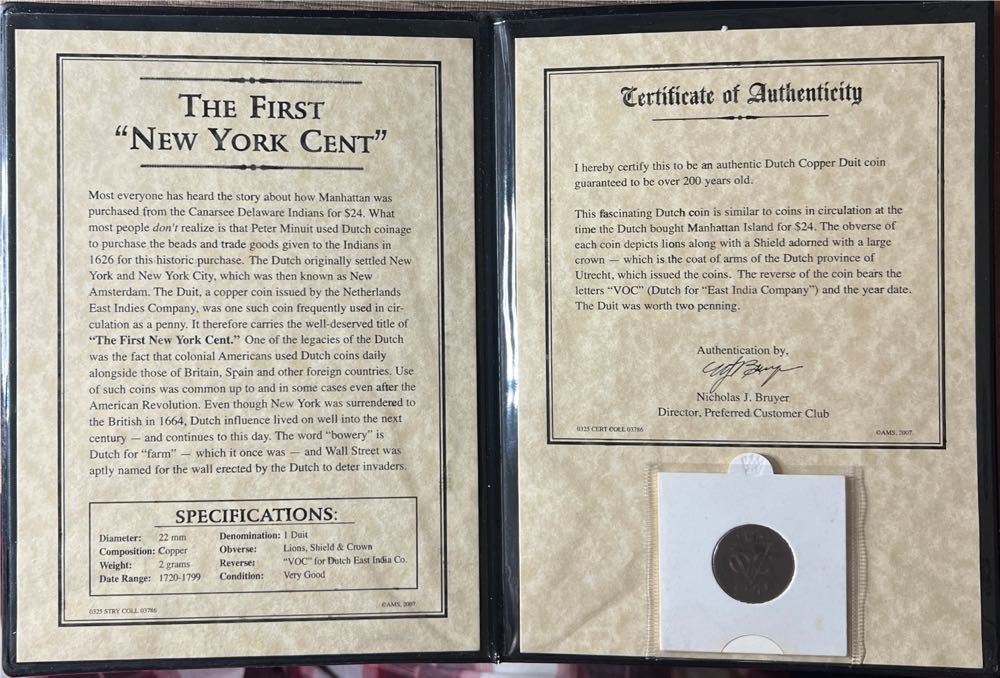 THE FIRST
"NEW YORK CENT"
Most everyone has heard the story about how Manhattan was
purchased from the Canarsee Delaware Indians for $24. What
most people don't realize is that Peter Minuit used Dutch coinage
to purchase the beads and trade goods given to the Indians in
1626 for this historic purchase. The Dutch originally settled New
York and New York City, which was then known as New
Amsterdam. The Duit, a copper coin issued by the Netherlands
East Indies Company, was one such coin frequently used in cir-
culation as a penny. It therefore carries the well-deserved title of
"The First New York Cent." One of the legacies of the Dutch
was the fact that colonial Americans used Dutch coins daily
alongside those of Britain, Spain and other foreign countries. Use
of such coins was common up to and in some cases even after the
American Revolution. Even though New York was surrendered to
the British in 1664, Dutch influence lived on well into the next
century — and continues to this day. The word "bowery" is
Dutch for "farm" — which it once was — and Wall Street was
aptly named for the wall erected by the Dutch to deter invaders.
SPECIFICATIONS:
Diameter: 22 mm
Composition: Copper
Weight: 2 grams
Date Range: 1720-1799
Denomination: 1 Duit
Obverse: Lions, Shield & Crown
Reverse: "VOC" for Dutch East India Co.
Condition: Very Good
0325 STRY COLL 03786
©AMS, 2007
Certificate of Authenticity
I hereby certify this to be an authentic Dutch Copper Duit coin
guaranteed to be over 200 years old.
This fascinating Dutch coin is similar to coins in circulation at the
time the Dutch bought Manhattan Island for $24. The obverse of
each coin depicts lions along with a Shield adorned with a large
crown — which is the coat of arms of the Dutch province of
Utrecht, which issued the coins. The reverse of the coin bears the
letters "VOC" (Dutch for "East India Company") and the year date.
The Duit was worth two penning.
Authentication by,
Nicholas J. Bruyer
Director, Preferred Customer Club
0325 CERT COLL 03786
©AMS, 2007